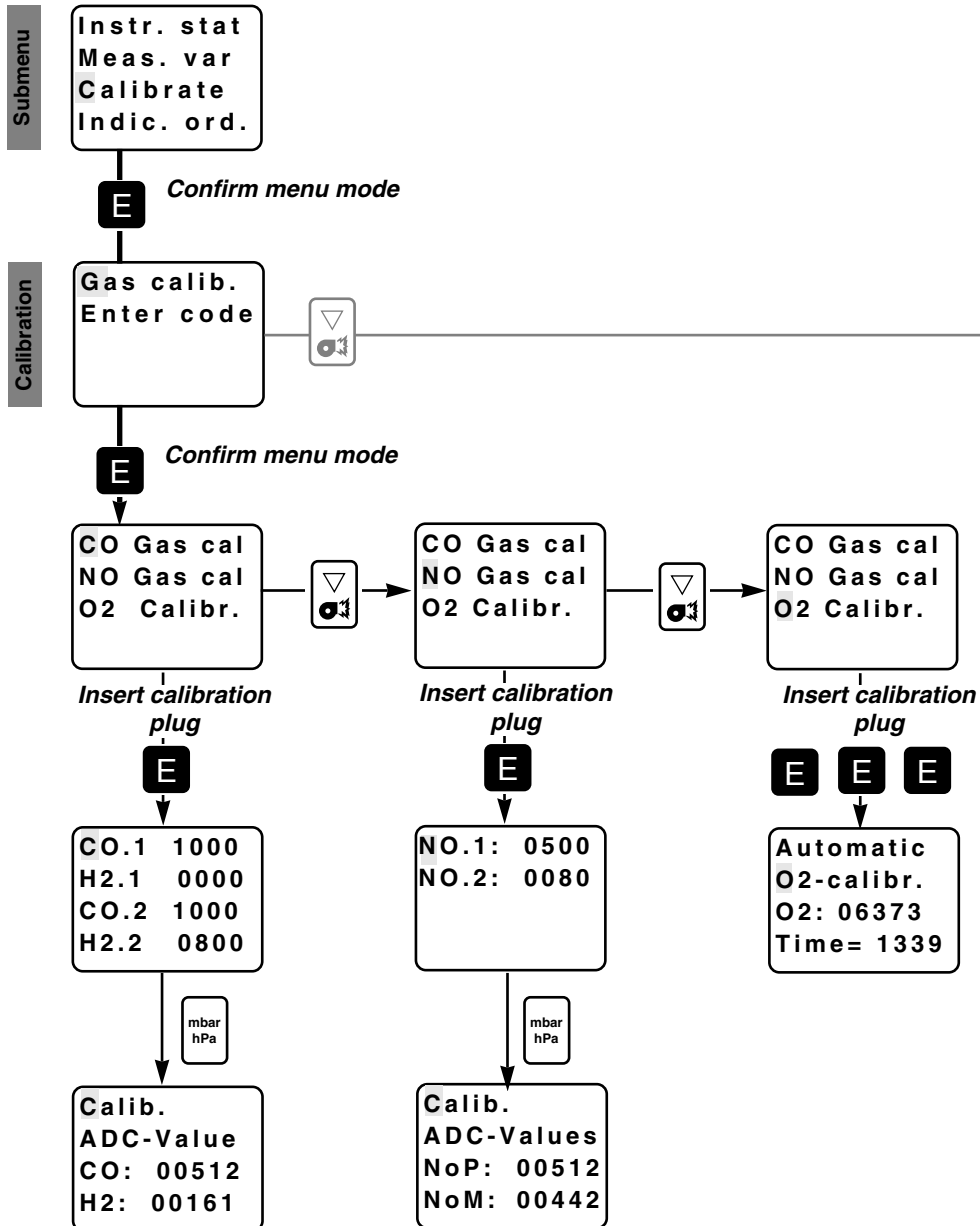 Submenu
Instr. stat
Meas. var
Calibrate
Indic. ord.
E
Confirm menu mode
Calibration
Gas calib.
Enter code
E
Confirm menu mode
CO Gas cal
NO Gas cal
O2 Calibr.
CO Gas cal
NO Gas cal
O2 Calibr.
CO Gas cal
NO Gas cal
O2 Calibr.
Insert calibration
plug
Insert calibration
plug
Insert calibration
plug
E
E
E E E
CO.1 1000
H2.1 0000
CO.2 1000
H2.2 0800
NO.1: 0500
NO.2: 0080
Automatic
O2-calibr.
O2: 06373
Time= 1339
mbar
hPa
mbar
hPa
Calib.
ADC-Value
CO: 00512
H2: 00161
Calib.
ADC-Values
NoP: 00512
NoM: 00442